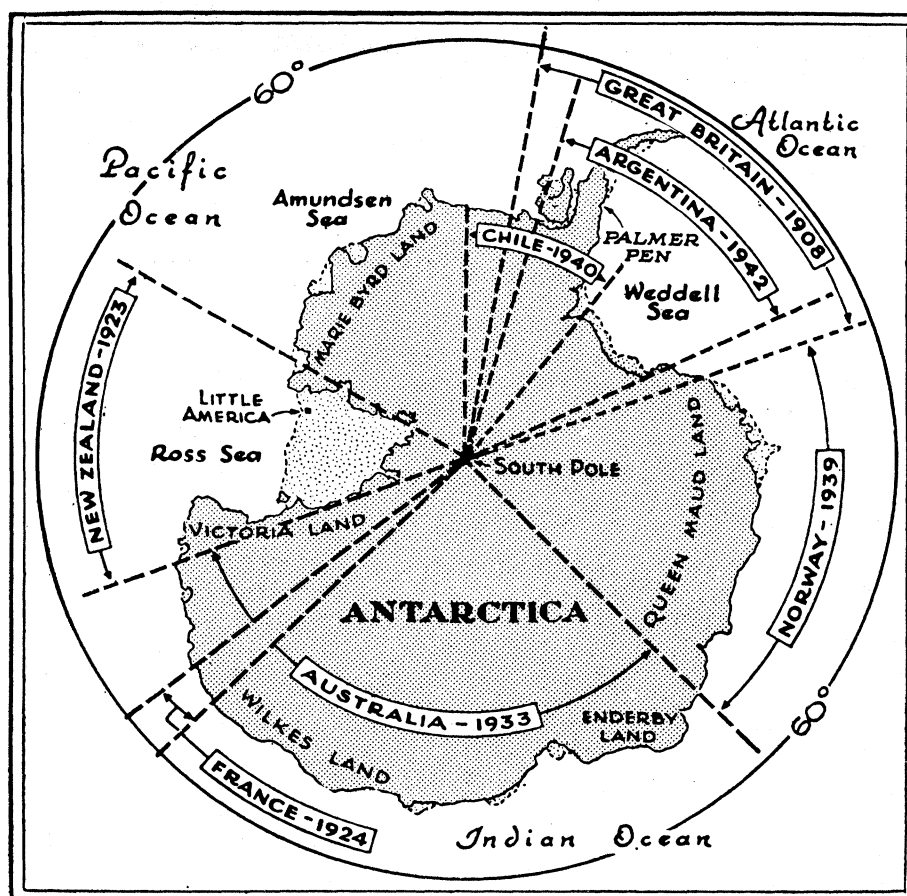 60°
Pacific
Ocean
Amundsen
Sea
GREAT BRITAIN-1908
Atlantic
Ocean
ARGENTINA-1942
CHILE-1940
PALMER
PEN
Weddell
Sea
MARIE BYRD LAND
NEW ZEALAND-1923
LITTLE
AMERICA
Ross Sea
SOUTH POLE
QUEEN MAUD LAND
NORWAY-1939
VICTORIA LAND
ANTARCTICA
AUSTRALIA-1933
WILKES LAND
ENDERBY
LAND
60°
FRANCE-1924
Indian Ocean